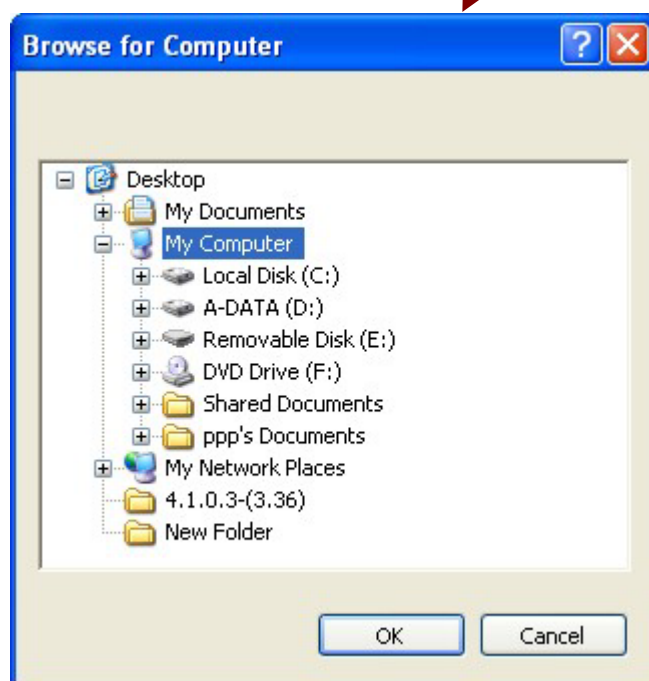 Browse for Computer
Desktop
My Documents
My Computer
Local Disk (C:)
A-DATA (D:)
Removable Disk (E:)
DVD Drive (F:)
Shared Documents
ppp's Documents
My Network Places
4.1.0.3-(3.36)
New Folder
OK Cancel